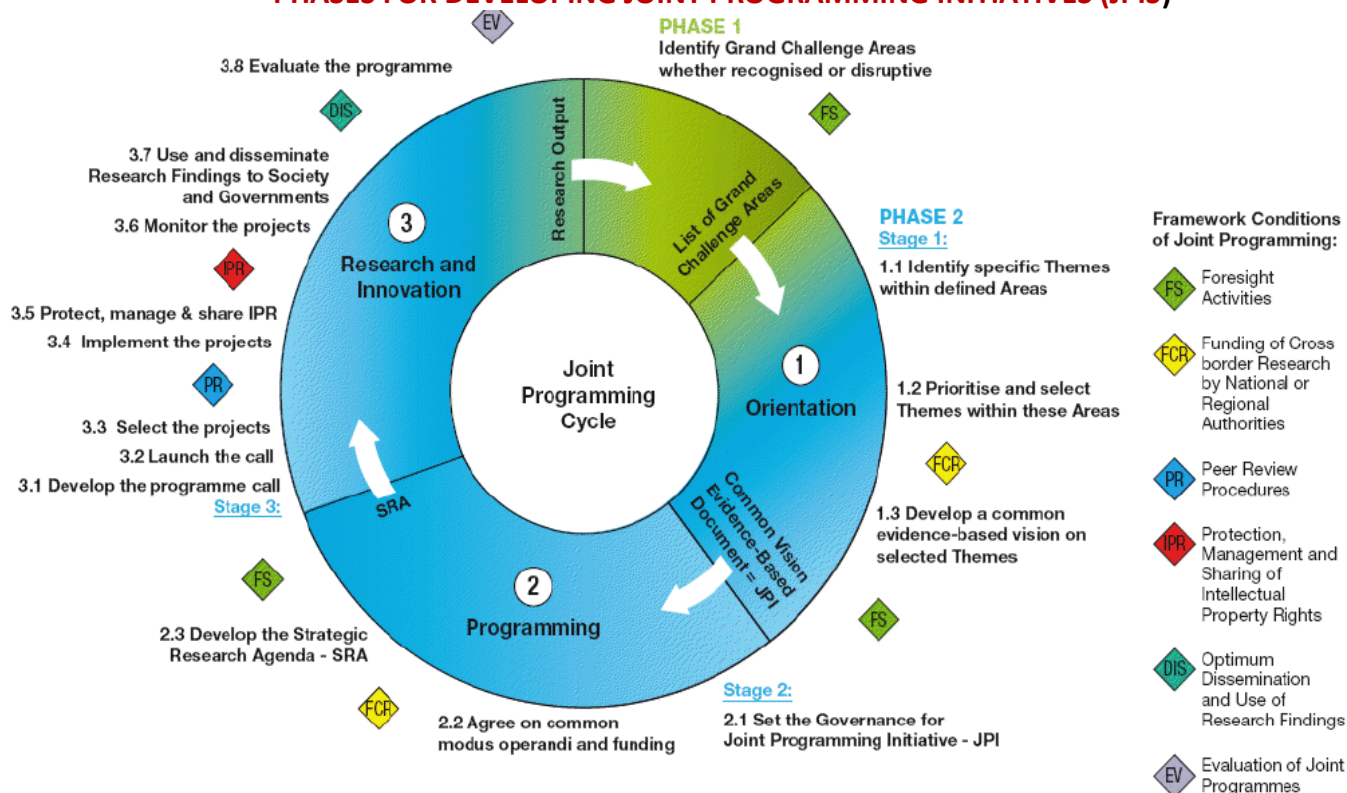 PHASES FOR DEVELOPING JOINT PROGRAMMING INITIATIVES (JPIS)
EV
PHASE 1
Identify Grand Challenge Areas
whether recognised or disruptive
FS
3.8 Evaluate the programme
DIS
3.7 Use and disseminate
Research Findings to Society
and Governments
3.6 Monitor the projects
IPR
3.5 Protect, manage & share IPR
3.4 Implement the projects
PR
3.3 Select the projects
3.2 Launch the call
3.1 Develop the programme call
Stage 3:
FS
2.3 Develop the Strategic
Research Agenda - SRA
FCR
2.2 Agree on common
modus operandi and funding
Research Output
List of Grand
Challenge Areas
3
Research and
Innovation
Joint
Programming
Cycle
1
Orientation
Common Vision
Evidence-Based
Document = JPI
SRA
2
Programming
PHASE 2
Stage 1:
1.1 Identify specific Themes
within defined Areas
1.2 Prioritise and select
Themes within these Areas
FCR
1.3 Develop a common
evidence-based vision on
selected Themes
FS
Stage 2:
2.1 Set the Governance for
Joint Programming Initiative - JPI
Framework Conditions
of Joint Programming:
FS
Foresight
Activities
FCR
Funding of Cross
border Research
by National or
Regional
Authorities
PR
Peer Review
Procedures
IPR
Protection,
Management and
Sharing of
Intellectual
Property Rights
DIS
Optimum
Dissemination
and Use of
Research Findings
EV
Evaluation of Joint
Programmes